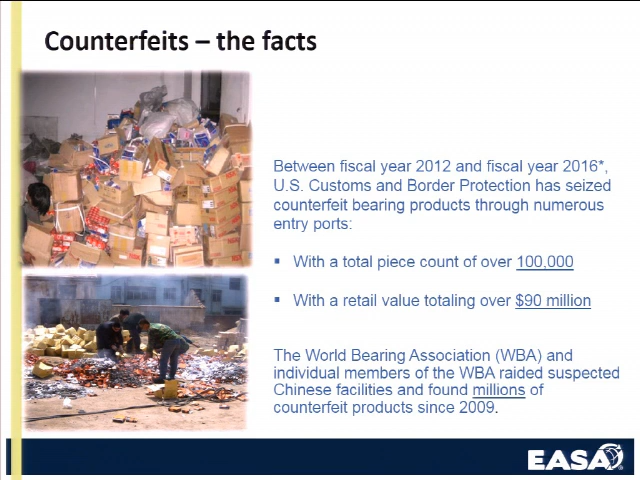 Counterfeits – the facts
Between fiscal year 2012 and fiscal year 2016*,
U.S. Customs and Border Protection has seized
counterfeit bearing products through numerous
entry ports:
▪ With a total piece count of over 100,000
▪ With a retail value totaling over $90 million
The World Bearing Association (WBA) and
individual members of the WBA raided suspected
Chinese facilities and found millions of
counterfeit products since 2009.
EASA